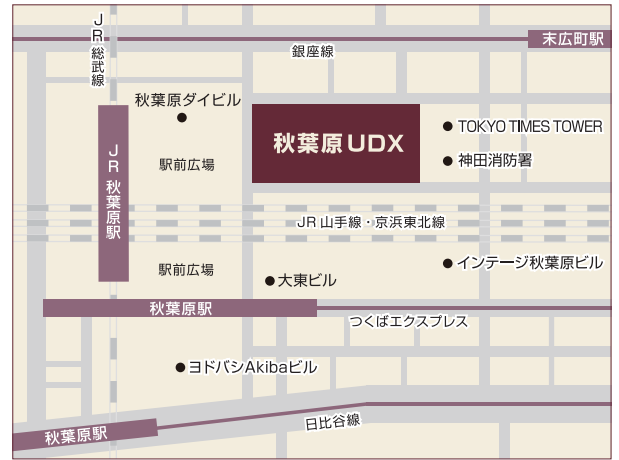 JR総武線
銀座線
末広町駅
秋葉原ダイビル
秋葉原UDX
TOKYO TIMES TOWER
神田消防署
駅前広場
JR秋葉原駅
JR山手線・京浜東北線
駅前広場
大東ビル
インテージ秋葉原ビル
秋葉原駅
つくばエクスプレス
ヨドバシAkibaビル
日比谷線
秋葉原駅